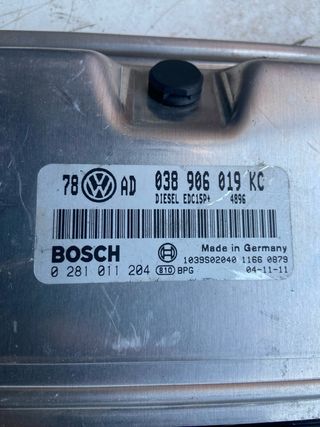 78 AD 038 906 019 KC
DIESEL EDC15P+ 4896
BOSCH
Made in Germany
0 281 011 204 810 BPG
1039S02040 1166 0879
04-11-11